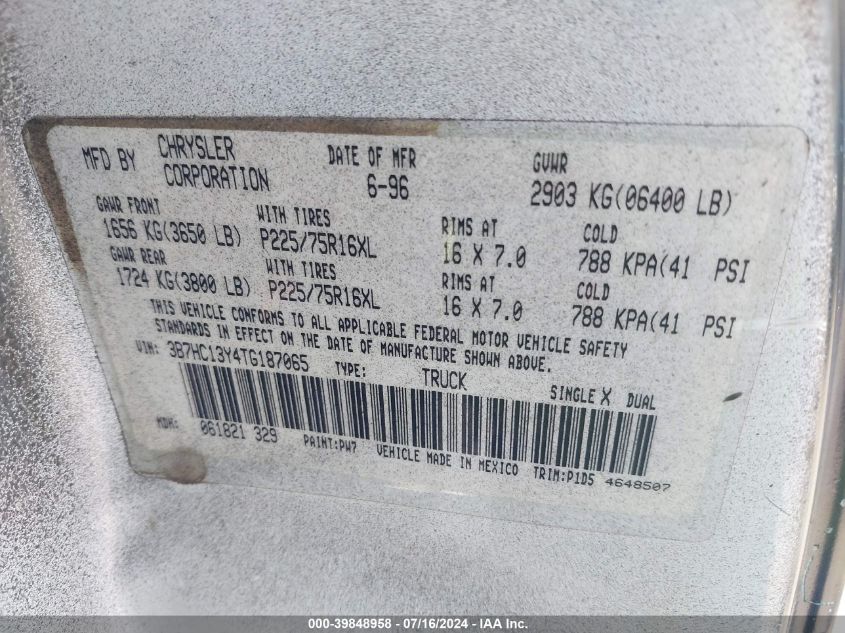 MFD BY CHRYSLER CORPORATION DATE OF MFR 6-96 GVWR 2903 KG(06400 LB)
GAWR FRONT WITH TIRES RIMS AT COLD
1656 KG(3650 LB) P225/75R16XL 16 X 7.0 788 KPA(41 PSI
GAWR REAR WITH TIRES RIMS AT COLD
1724 KG(3800 LB) P225/75R16XL 16 X 7.0 788 KPA(41 PSI
THIS VEHICLE CONFORMS TO ALL APPLICABLE FEDERAL MOTOR VEHICLE SAFETY
STANDARDS IN EFFECT ON THE DATE OF MANUFACTURE SHOWN ABOVE.
VIN: 3B7HC13Y4TG187065 TYPE: TRUCK SINGLE X DUAL
MDH: 061821 329 PAINT:PW7 VEHICLE MADE IN MEXICO TRIM:P1D5 4648507
000-39848958 - 07/16/2024 - IAA Inc.